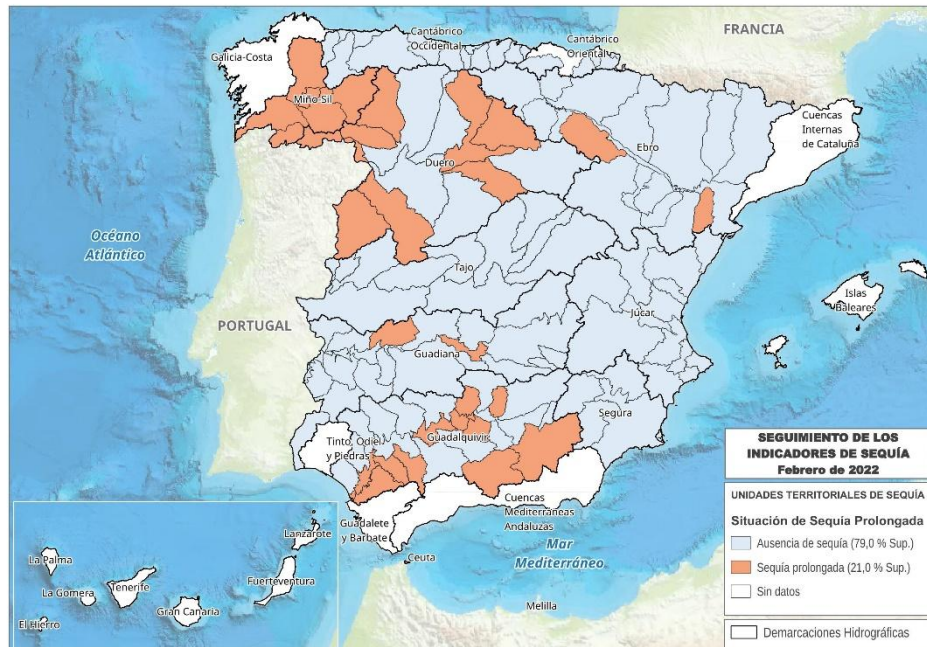 FRANCIA
Cantábrico
Occidental
Cantábrico
Oriental
Galicia-Costa
Miño-Sil
Cuencas
Internas
de Cataluña
Ebro
Duero
Océano
Atlántico
Tajo
Islas
Baleares
Júcar
PORTUGAL
Guadiana
Segura
Tinto, Odiel
y Piedras
Guadalquivir
Cuencas
Mediterráneas
Andaluzas
Guadalete
y Barbate
Mar
Mediterráneo
Ceuta
Melilla
Lanzarote
La Palma
Fuerteventura
La Gomera
Tenerife
Gran Canaria
El Hierro
SEGUIMIENTO DE LOS
INDICADORES DE SEQUÍA
Febrero de 2022
UNIDADES TERRITORIALES DE SEQUÍA
Situación de Sequía Prolongada
Ausencia de sequía (79,0 % Sup.)
Sequía prolongada (21,0 % Sup.)
Sin datos
Demarcaciones Hidrográficas